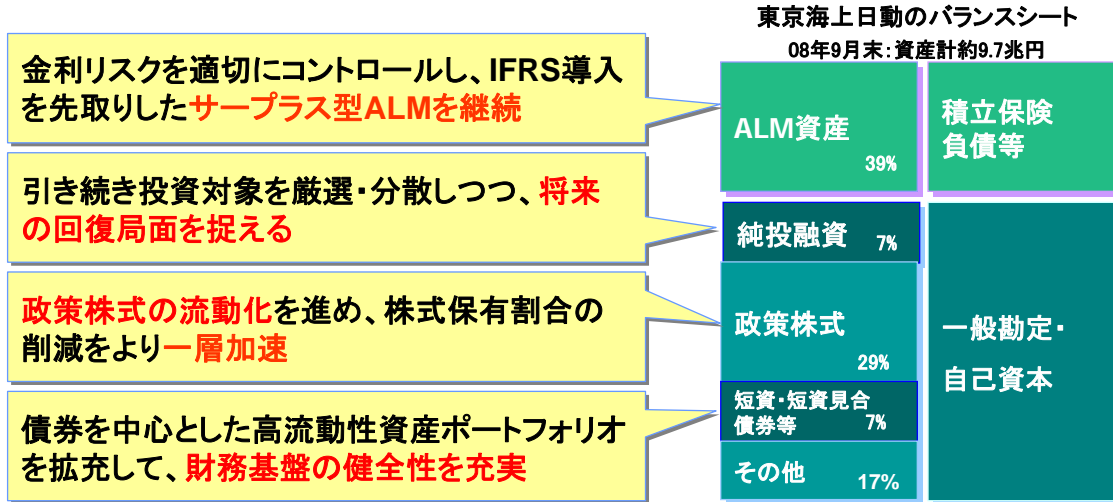 東京海上日動のバランスシート
08年9月末:資産計約9.7兆円
金利リスクを適切にコントロールし、IFRS導入
を先取りしたサープラス型ALMを継続
引き続き投資対象を厳選・分散しつつ、将来
の回復局面を捉える
政策株式の流動化を進め、株式保有割合の
削減をより一層加速
債券を中心とした高流動性資産ポートフォリオ
を拡充して、財務基盤の健全性を充実
ALM資産
39%
純投融資 7%
政策株式
29%
短資・短資見合
債券等 7%
その他 17%
積立保険
負債等
一般勘定・
自己資本